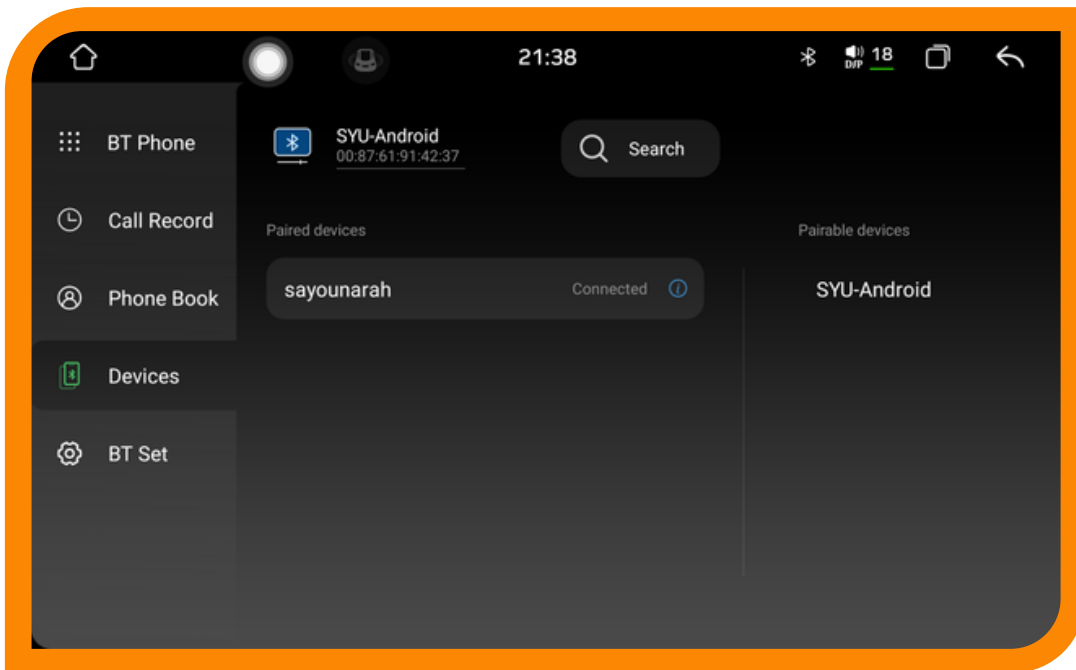 21:38
D/P 18
BT Phone
SYU-Android
00:87:61:91:42:37
Search
Call Record
Paired devices
Pairable devices
Phone Book
sayounarah
Connected
SYU-Android
Devices
BT Set